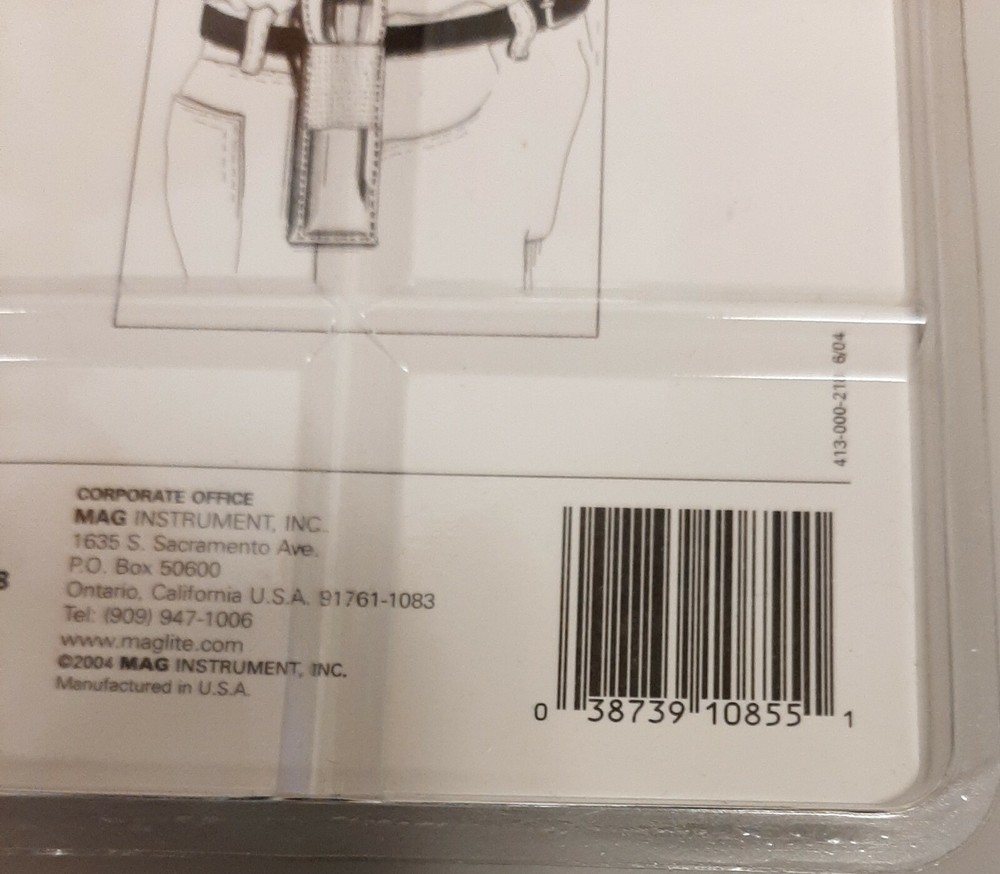 413-000-21 6/04
CORPORATE OFFICE
MAG INSTRUMENT, INC.
1635 S. Sacramento Ave.
P.O. Box 50600
8
Ontario, California U.S.A. 91761-1083
Tel: (909) 947-1006
www.maglite.com
©2004 MAG INSTRUMENT, INC.
Manufactured in U.S.A.
0 38739 10855 1